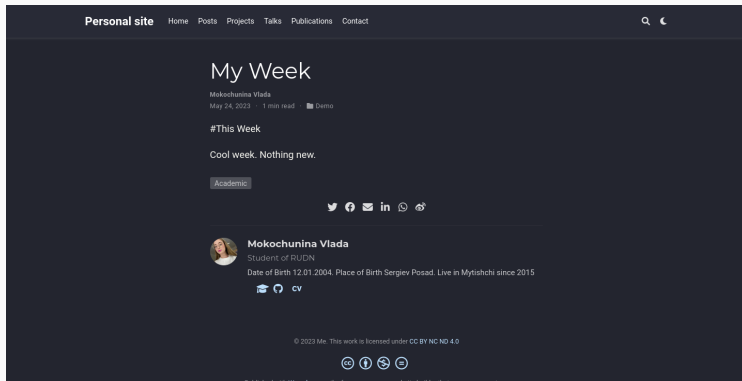 Personal site Home Posts Projects Talks Publications Contact
My Week
Mokochunina Vlada
May 24, 2023 · 1 min read · Demo
#This Week
Cool week. Nothing new.
Academic
Mokochunina Vlada
Student of RUDN
Date of Birth 12.01.2004. Place of Birth Sergiev Posad. Live in Mytishchi since 2015
CV
© 2023 Me. This work is licensed under CC BY NC ND 4.0
cc